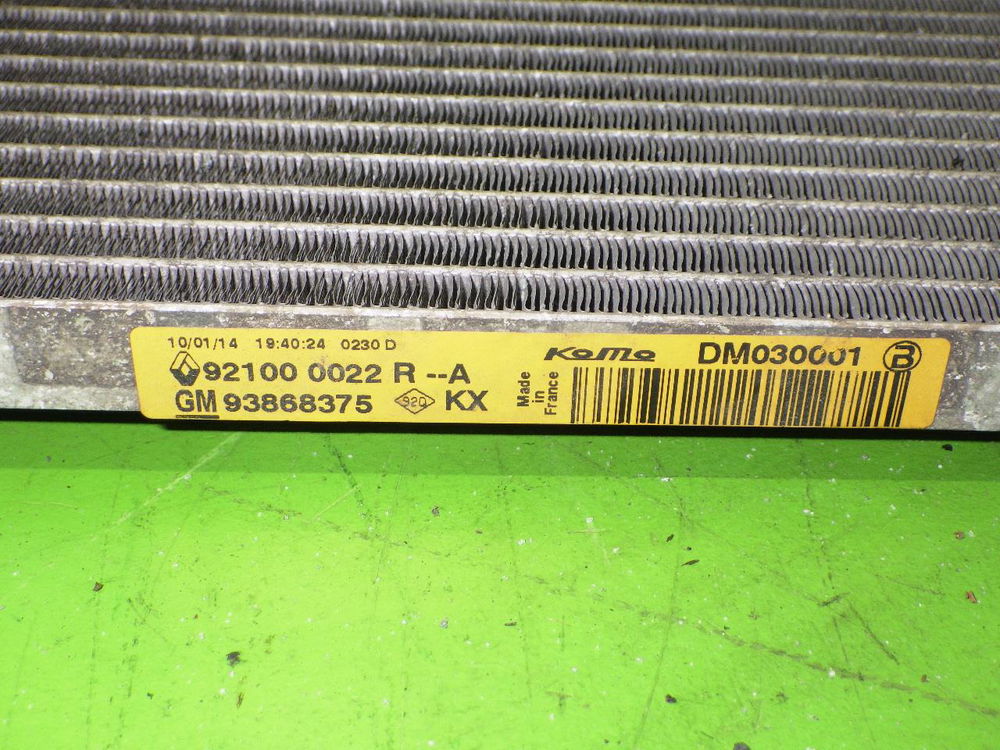 10/01/14 19:40:24 0230 D
92100 0022 R --A
GM 93868375 920 KX
Made
in
France
KoMo DM030001 B